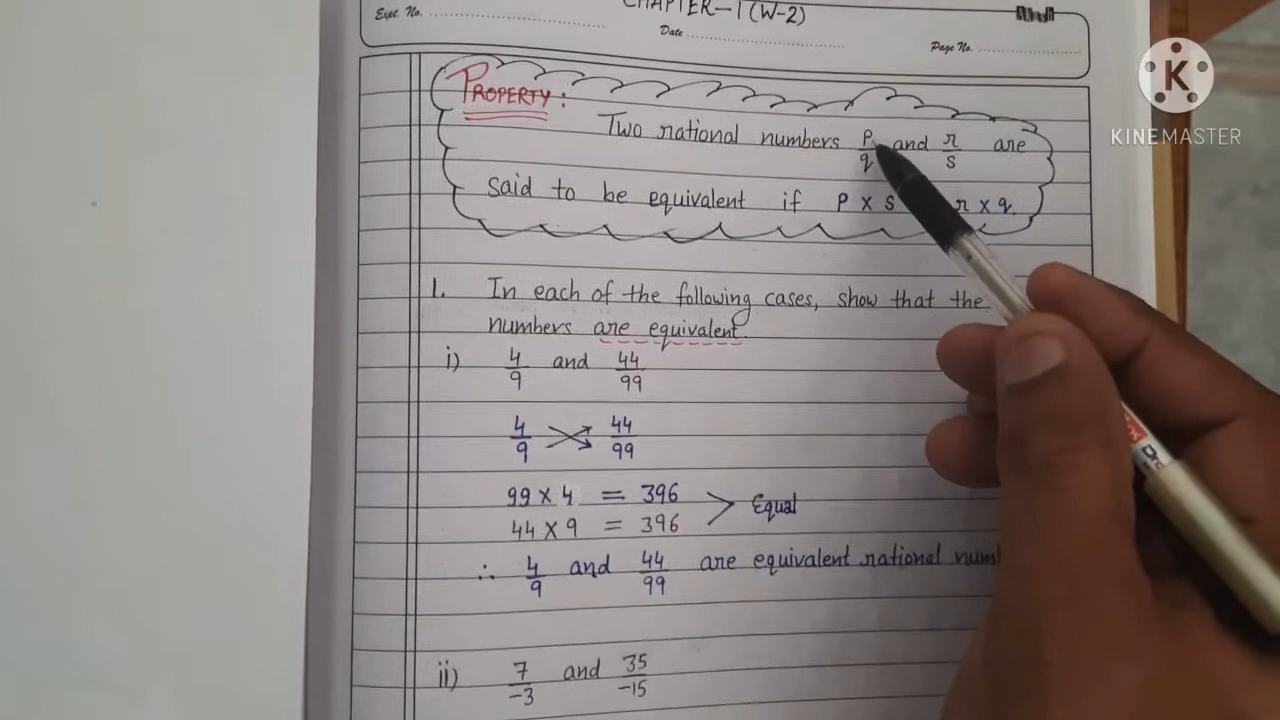 CHAPTER-1 (W-2)
Expt. No.
Date
Page No.
K
KINEMASTER
PROPERTY:
Two rational numbers p/q and r/s are
said to be equivalent if p × s r × q.
1. In each of the following cases, show that the
numbers are equivalent.
i) 4/9 and 44/99
4/9 44/99
99 × 4 = 396
44 × 9 = 396 > Equal
∴ 4/9 and 44/99 are equivalent rational
ii) 7/-3 and 35/-15